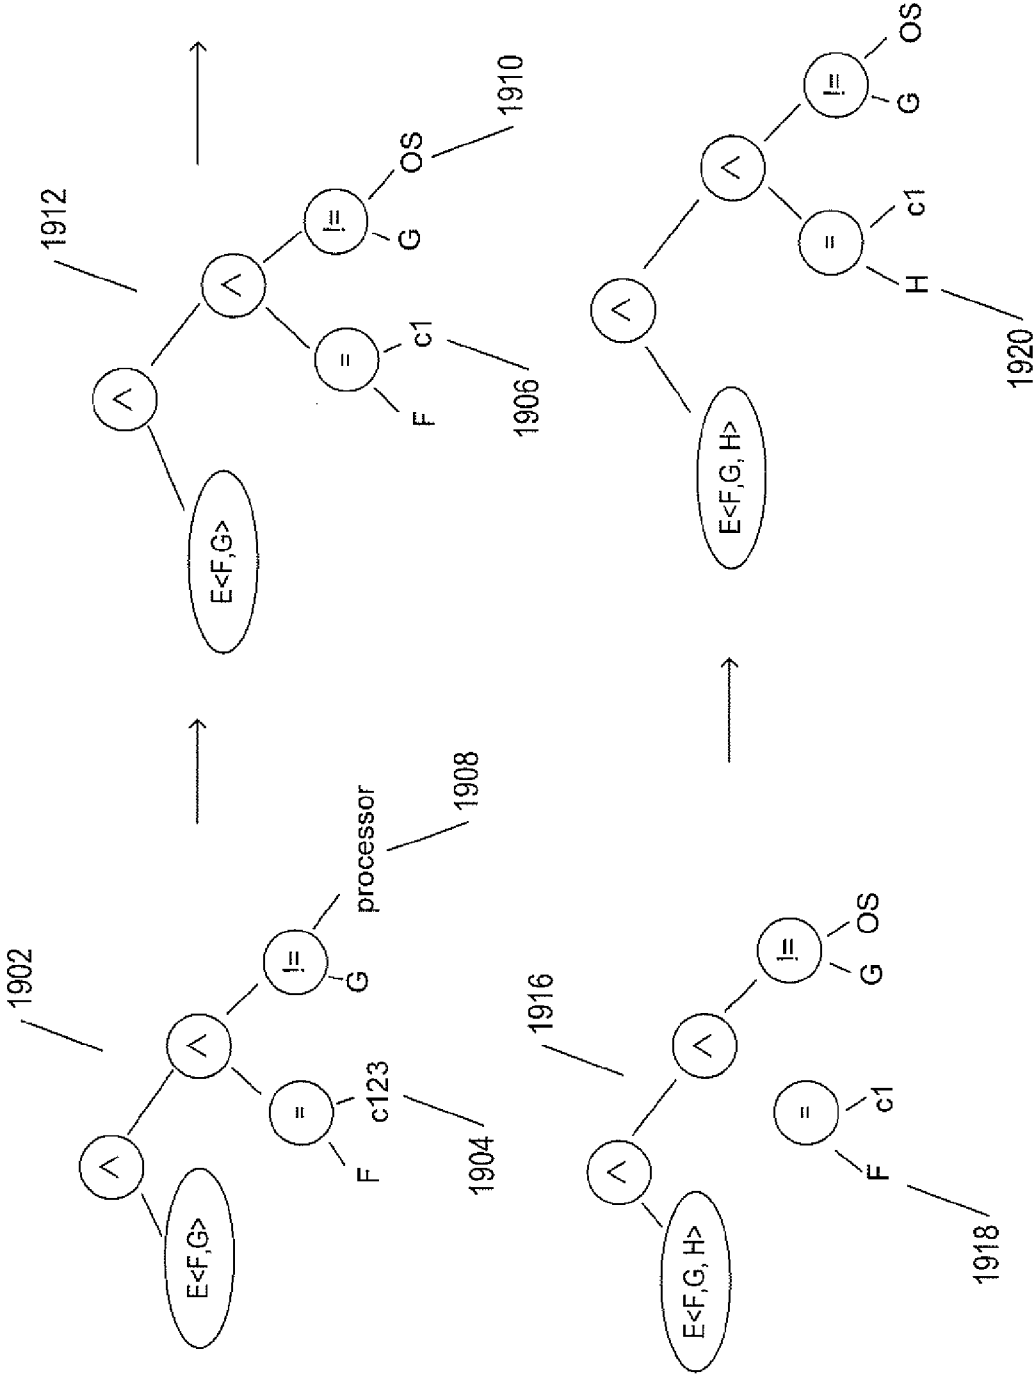 1902
∧
E<F,G>
∧
=
!=
F
c123
G
processor
1904
1908
1912
∧
E<F,G>
∧
=
!=
F
c1
G
OS
1906
1910
1916
∧
E<F,G, H>
∧
=
!=
F
c1
G
OS
1918
∧
E<F,G, H>
∧
=
!=
H
c1
G
OS
1920